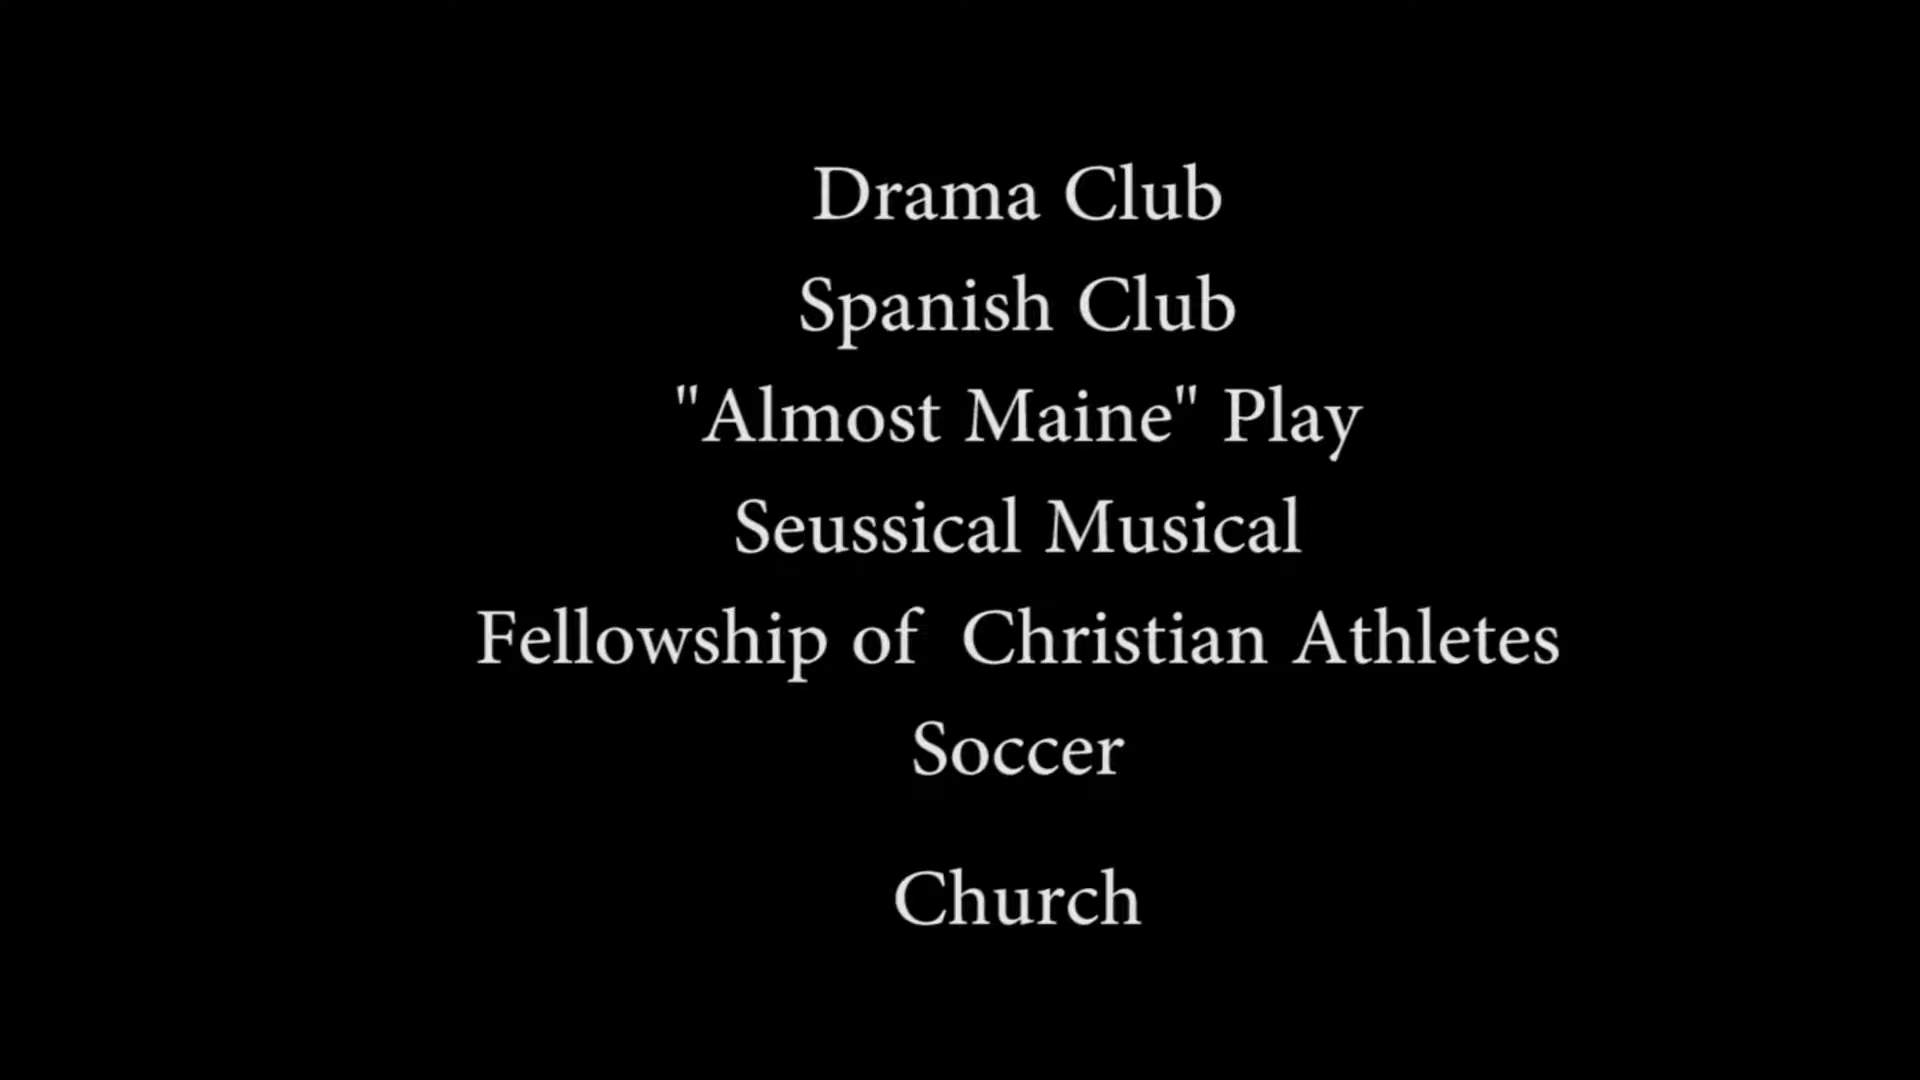 Drama Club
Spanish Club
"Almost Maine" Play
Seussical Musical
Fellowship of  Christian Athletes
Soccer
Church